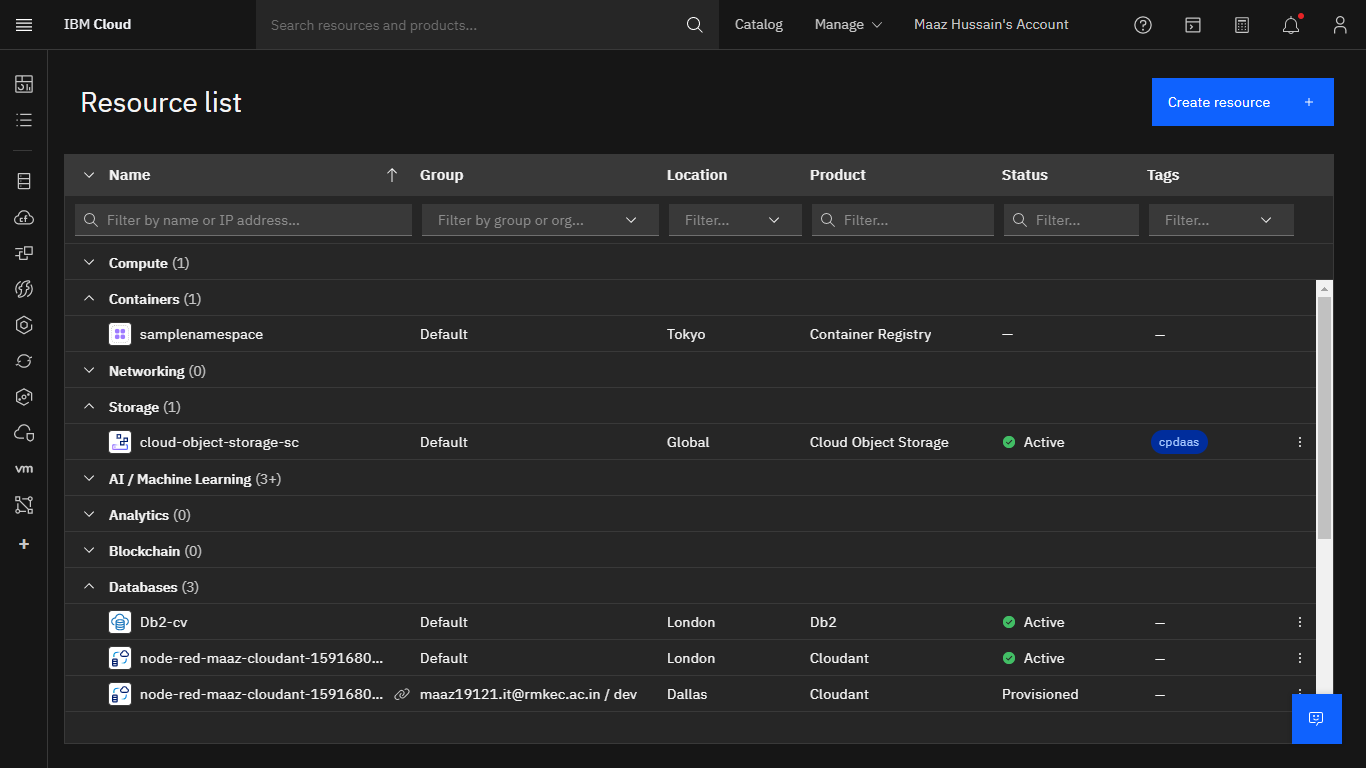 IBM Cloud Search resources and products... Catalog Manage Maaz Hussain's Account
Resource list
Create resource +
Name Group Location Product Status Tags
Filter by name or IP address... Filter by group or org... Filter... Filter... Filter... Filter...
Compute (1)
Containers (1)
samplenamespace Default Tokyo Container Registry — —
Networking (0)
Storage (1)
cloud-object-storage-sc Default Global Cloud Object Storage Active cpdaas
AI / Machine Learning (3+)
vm
Analytics (0)
Blockchain (0)
Databases (3)
Db2-cv Default London Db2 Active —
node-red-maaz-cloudant-1591680... Default London Cloudant Active —
node-red-maaz-cloudant-1591680... maaz19121.it@rmkec.ac.in / dev Dallas Cloudant Provisioned —